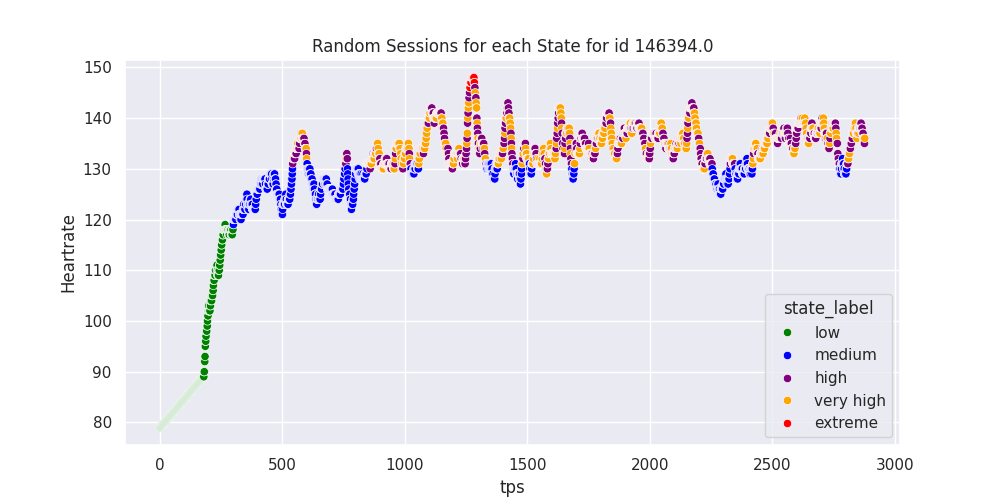 Random Sessions for each State for id 146394.0
150
140
130
120
110
100
90
80
Heartrate
0 500 1000 1500 2000 2500 3000
tps
state_label
low
medium
high
very high
extreme